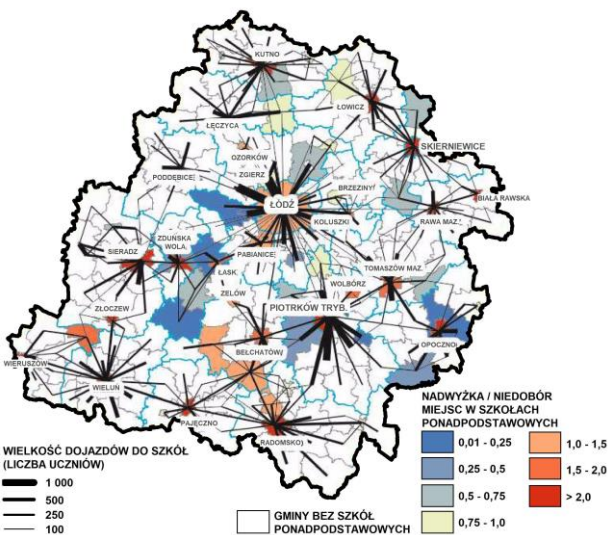 KUTNO
ŁOWICZ
ŁĘCZYCA
SKIERNIEWICE
OZORKÓW
ZGIERZ
PODDĘBICE
BRZEZINY
BIAŁA RAWSKA
ŁÓDŹ
RAWA MAZ.
KOLUSZKI
ZDUŃSKA
WOLA
SIERADZ
PABIANICE
ŁASK
TOMASZÓW MAZ.
ZELÓW
WOLBÓRZ
ZŁOCZEW
PIOTRKÓW TRYB.
OPOCZNO
BEŁCHATÓW
WIERUSZÓW
WIELUŃ
PAJĘCZNO
RADOMSKO
NADWYŻKA / NIEDOBÓR
MIEJSC W SZKOŁACH
PONADPODSTAWOWYCH
0,01 - 0,25
1,0 - 1,5
0,25 - 0,5
1,5 - 2,0
0,5 - 0,75
> 2,0
0,75 - 1,0
WIELKOŚĆ DOJAZDÓW DO SZKÓŁ
(LICZBA UCZNIÓW)
1 000
500
250
100
GMINY BEZ SZKÓŁ
PONADPODSTAWOWYCH